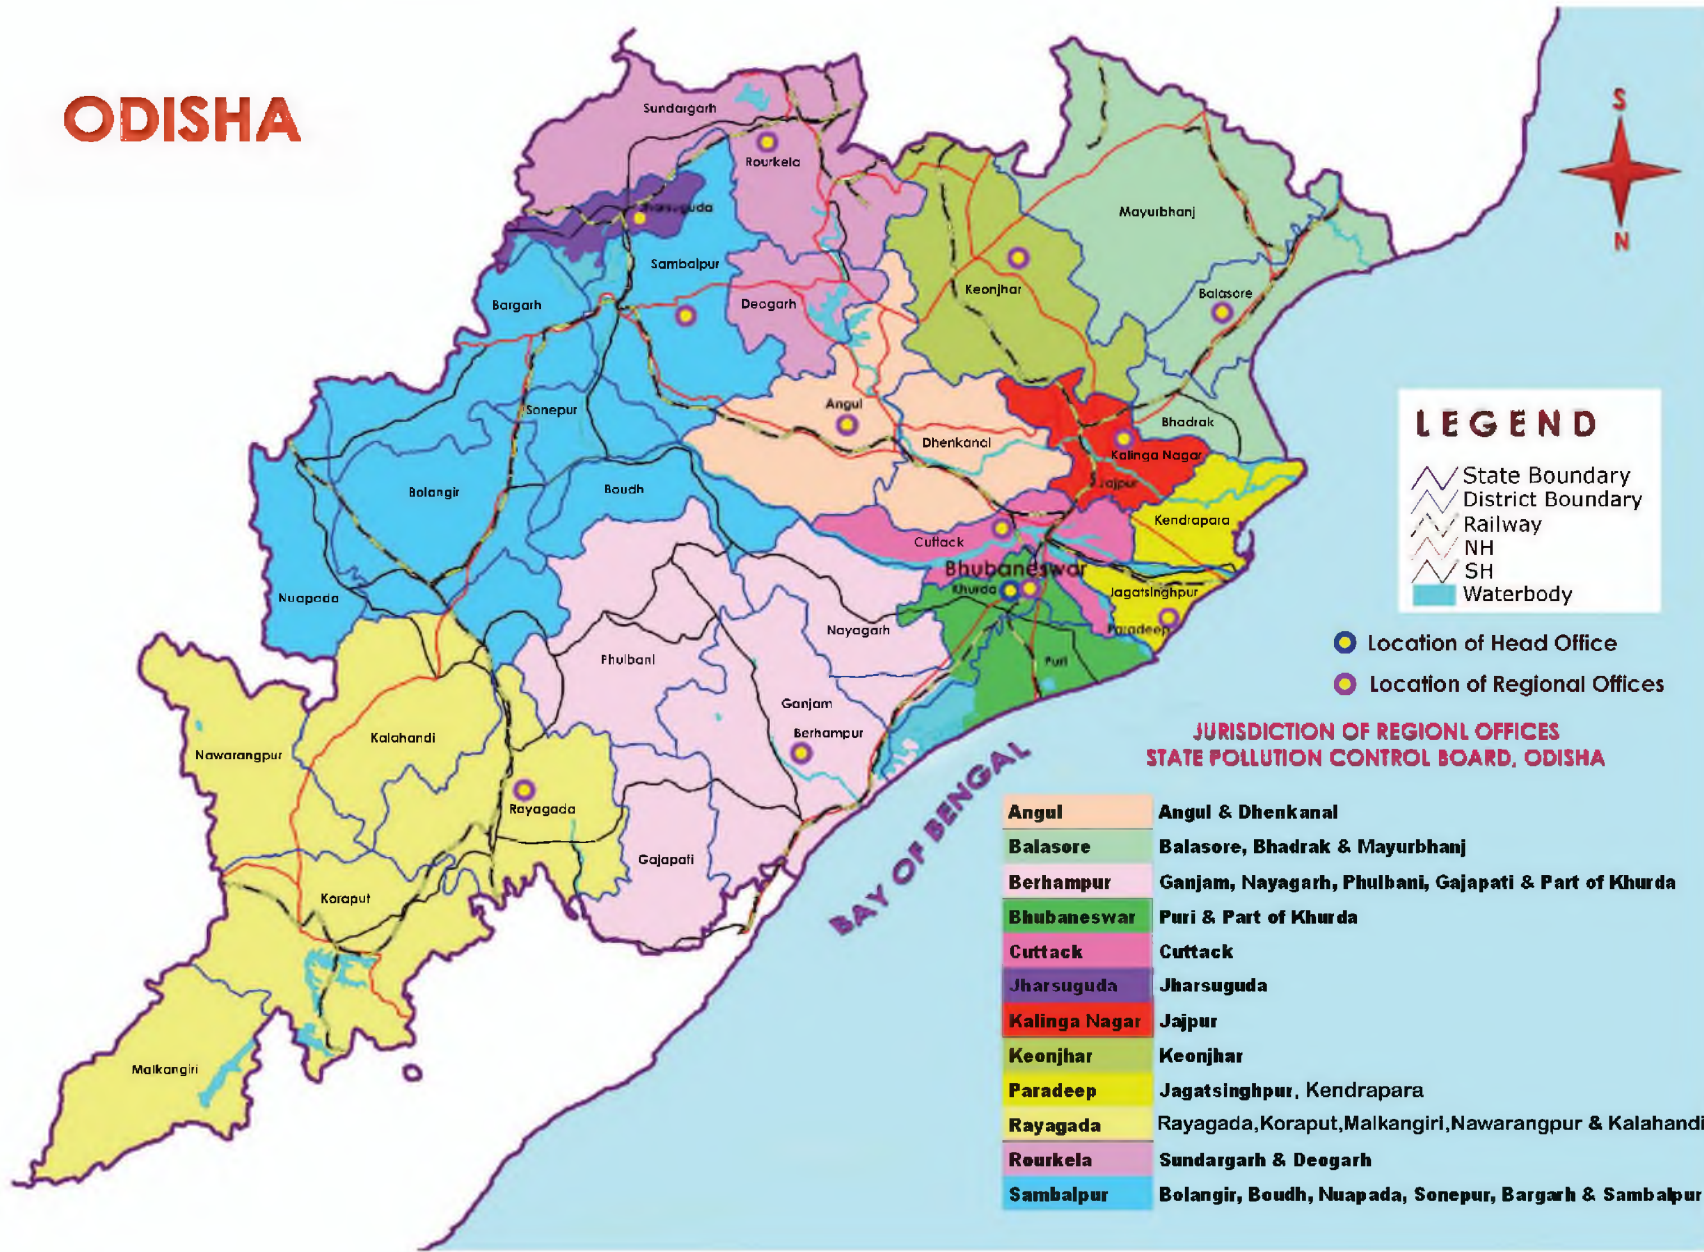 ODISHA
S
N
Sundargarh
Rourkela
Jharsuguda
Sambalpur
Mayurbhanj
Bargarh
Deogarh
Keonjhar
Balasore
Sonepur
Angul
Dhenkanal
Bhadrak
Kalinga Nagar
Jajpur
Bolangir
Boudh
Cuttack
Kendrapara
Bhubaneswar
Khurda
Jagatsinghpur
Nuapada
Nayagarh
Paradeep
Phulbani
Puri
Ganjam
Berhampur
Kalahandi
Nawarangpur
Rayagada
Gajapati
Koraput
Malkangiri
BAY OF BENGAL
LEGEND
State Boundary
District Boundary
Railway
NH
SH
Waterbody
Location of Head Office
Location of Regional Offices
JURISDICTION OF REGIONL OFFICES
STATE POLLUTION CONTROL BOARD, ODISHA
Angul Angul & Dhenkanal
Balasore Balasore, Bhadrak & Mayurbhanj
Berhampur Ganjam, Nayagarh, Phulbani, Gajapati & Part of Khurda
Bhubaneswar Puri & Part of Khurda
Cuttack Cuttack
Jharsuguda Jharsuguda
Kalinga Nagar Jajpur
Keonjhar Keonjhar
Paradeep Jagatsinghpur, Kendrapara
Rayagada Rayagada,Koraput,Malkangiri,Nawarangpur & Kalahandi
Rourkela Sundargarh & Deogarh
Sambalpur Bolangir, Boudh, Nuapada, Sonepur, Bargarh & Sambalpur